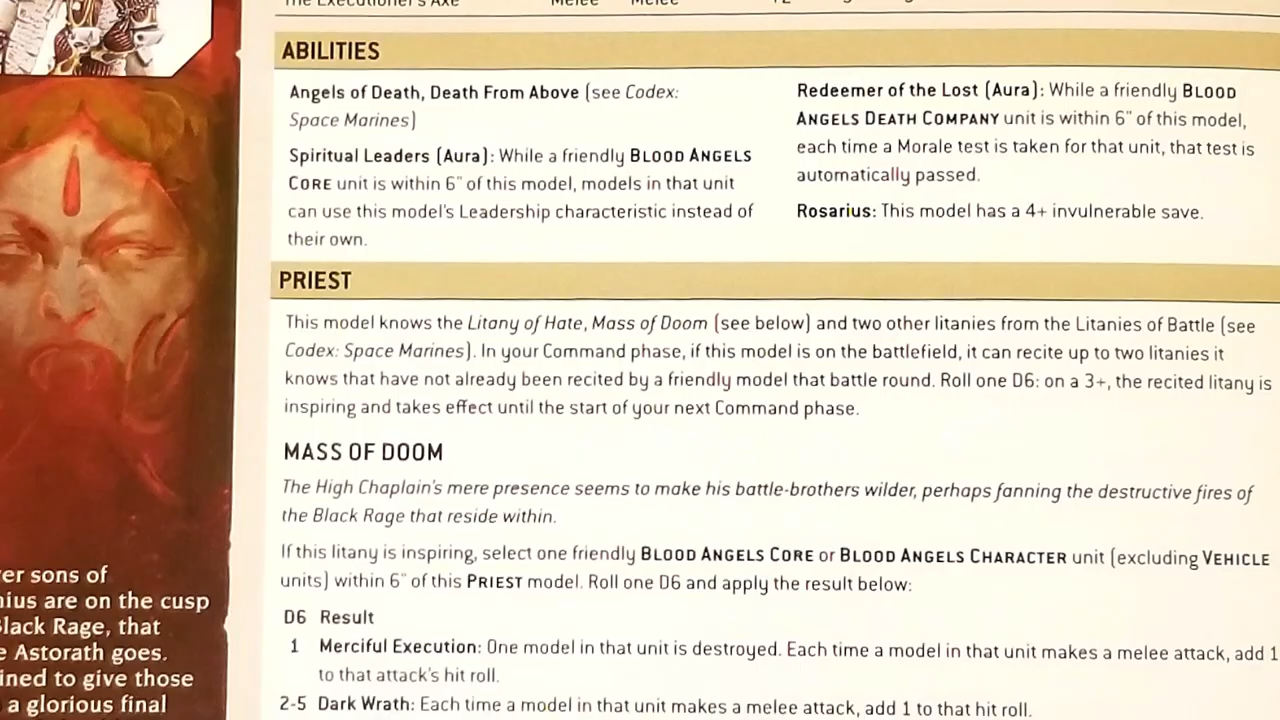 The Executioner's Axe Melee Melee
ABILITIES
Angels of Death, Death From Above (see Codex:
Space Marines)
Spiritual Leaders (Aura): While a friendly BLOOD ANGELS
CORE unit is within 6" of this model, models in that unit
can use this model's Leadership characteristic instead of
their own.
Redeemer of the Lost (Aura): While a friendly BLOOD
ANGELS DEATH COMPANY unit is within 6" of this model,
each time a Morale test is taken for that unit, that test is
automatically passed.
Rosarius: This model has a 4+ invulnerable save.
PRIEST
This model knows the Litany of Hate, Mass of Doom (see below) and two other litanies from the Litanies of Battle (see
Codex: Space Marines). In your Command phase, if this model is on the battlefield, it can recite up to two litanies it
knows that have not already been recited by a friendly model that battle round. Roll one D6: on a 3+, the recited litany is
inspiring and takes effect until the start of your next Command phase.
MASS OF DOOM
The High Chaplain's mere presence seems to make his battle-brothers wilder, perhaps fanning the destructive fires of
the Black Rage that reside within.
If this litany is inspiring, select one friendly BLOOD ANGELS CORE or BLOOD ANGELS CHARACTER unit (excluding VEHICLE
units) within 6" of this PRIEST model. Roll one D6 and apply the result below:
D6 Result
1 Merciful Execution: One model in that unit is destroyed. Each time a model in that unit makes a melee attack, add 1
to that attack's hit roll.
2-5 Dark Wrath: Each time a model in that unit makes a melee attack, add 1 to that hit roll.
er sons of
nius are on the cusp
lack Rage, that
e Astorath goes.
ined to give those
a glorious final